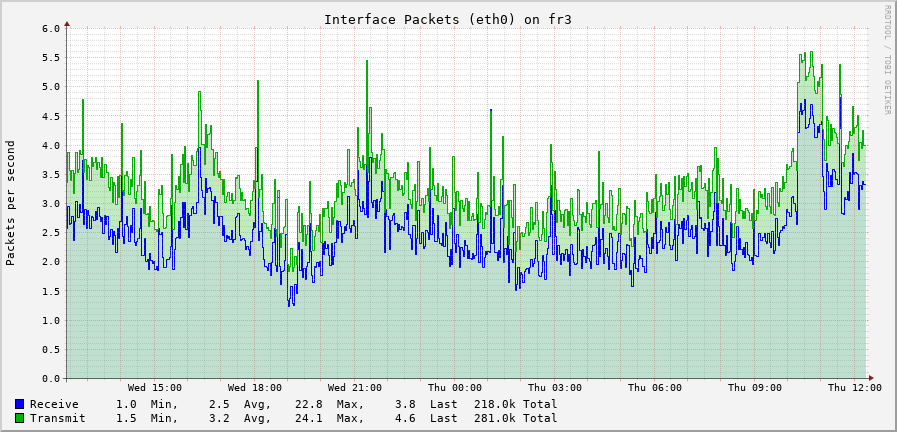 Interface Packets (eth0) on fr3
RRDTOOL / TOBI OETIKER
Packets per second
6.0
5.5
5.0
4.5
4.0
3.5
3.0
2.5
2.0
1.5
1.0
0.5
0.0
Wed 15:00 Wed 18:00 Wed 21:00 Thu 00:00 Thu 03:00 Thu 06:00 Thu 09:00 Thu 12:00
Receive 1.0 Min, 2.5 Avg, 22.8 Max, 3.8 Last 218.0k Total
Transmit 1.5 Min, 3.2 Avg, 24.1 Max, 4.6 Last 281.0k Total